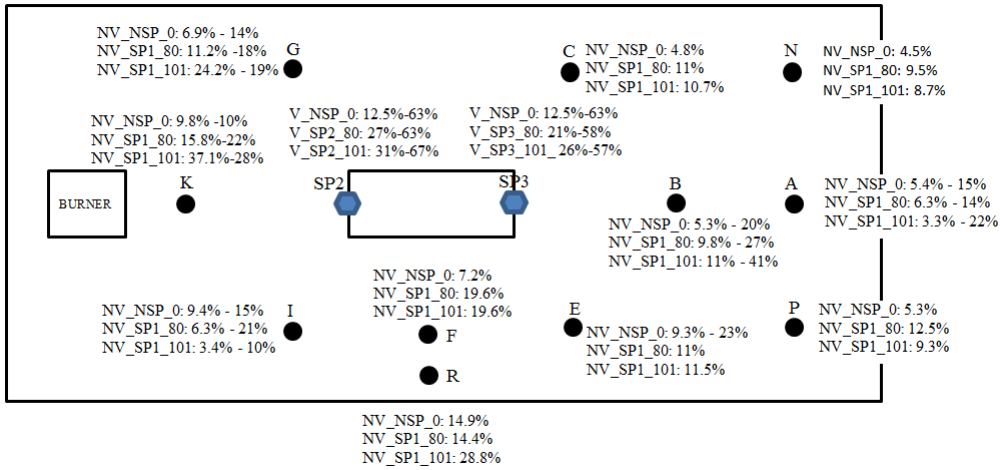 NV_NSP_0: 6.9% - 14%
NV_SP1_80: 11.2% -18%
NV_SP1_101: 24.2% - 19%
G
C
NV_NSP_0: 4.8%
NV_SP1_80: 11%
NV_SP1_101: 10.7%
N
NV_NSP_0: 4.5%
NV_SP1_80: 9.5%
NV_SP1_101: 8.7%
NV_NSP_0: 9.8% -10%
NV_SP1_80: 15.8%-22%
NV_SP1_101: 37.1%-28%
V_NSP_0: 12.5%-63%
V_SP2_80: 27%-63%
V_SP2_101: 31%-67%
V_NSP_0: 12.5%-63%
V_SP3_80: 21%-58%
V_SP3_101_ 26%-57%
BURNER
K
SP2
SP3
B
A
NV_NSP_0: 5.4% - 15%
NV_SP1_80: 6.3% - 14%
NV_SP1_101: 3.3% - 22%
NV_NSP_0: 5.3% - 20%
NV_SP1_80: 9.8% - 27%
NV_SP1_101: 11% - 41%
NV_NSP_0: 9.4% - 15%
NV_SP1_80: 6.3% - 21%
NV_SP1_101: 3.4% - 10%
I
NV_NSP_0: 7.2%
NV_SP1_80: 19.6%
NV_SP1_101: 19.6%
F
R
E
NV_NSP_0: 9.3% - 23%
NV_SP1_80: 11%
NV_SP1_101: 11.5%
P
NV_NSP_0: 5.3%
NV_SP1_80: 12.5%
NV_SP1_101: 9.3%
NV_NSP_0: 14.9%
NV_SP1_80: 14.4%
NV_SP1_101: 28.8%